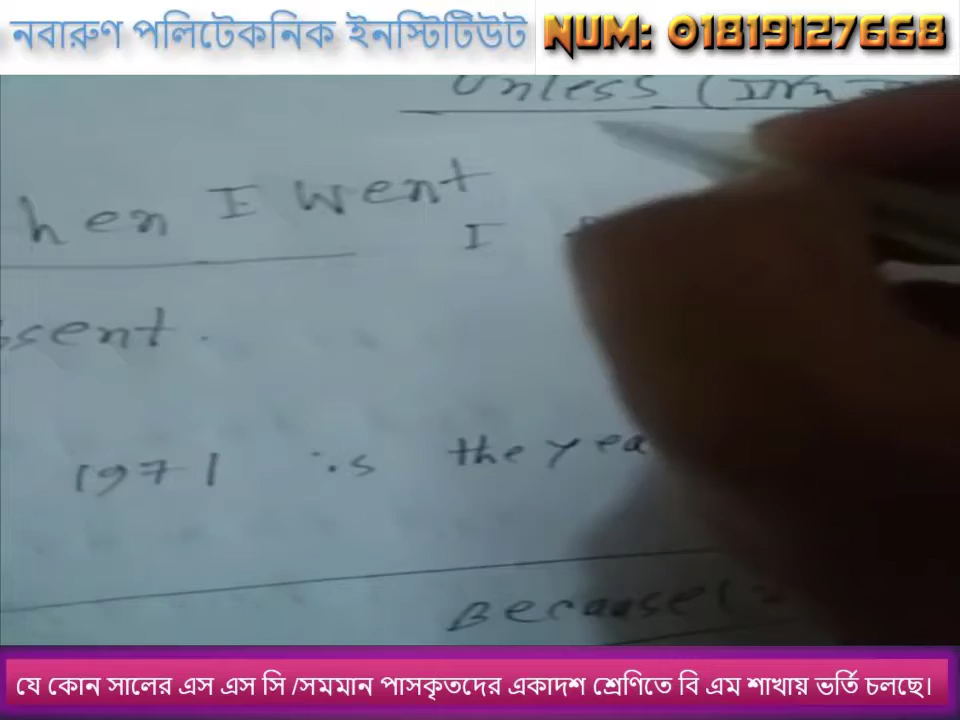 নবারুণ পলিটেকনিক ইনস্টিটিউট NUM: 01819127668
Unless (
hen I went
I
ssent.
1971 is the yea
Because (=
যে কোন সালের এস এস সি /সমমান পাসকৃতদের একাদশ শ্রেণিতে বি এম শাখায় ভর্তি চলছে।